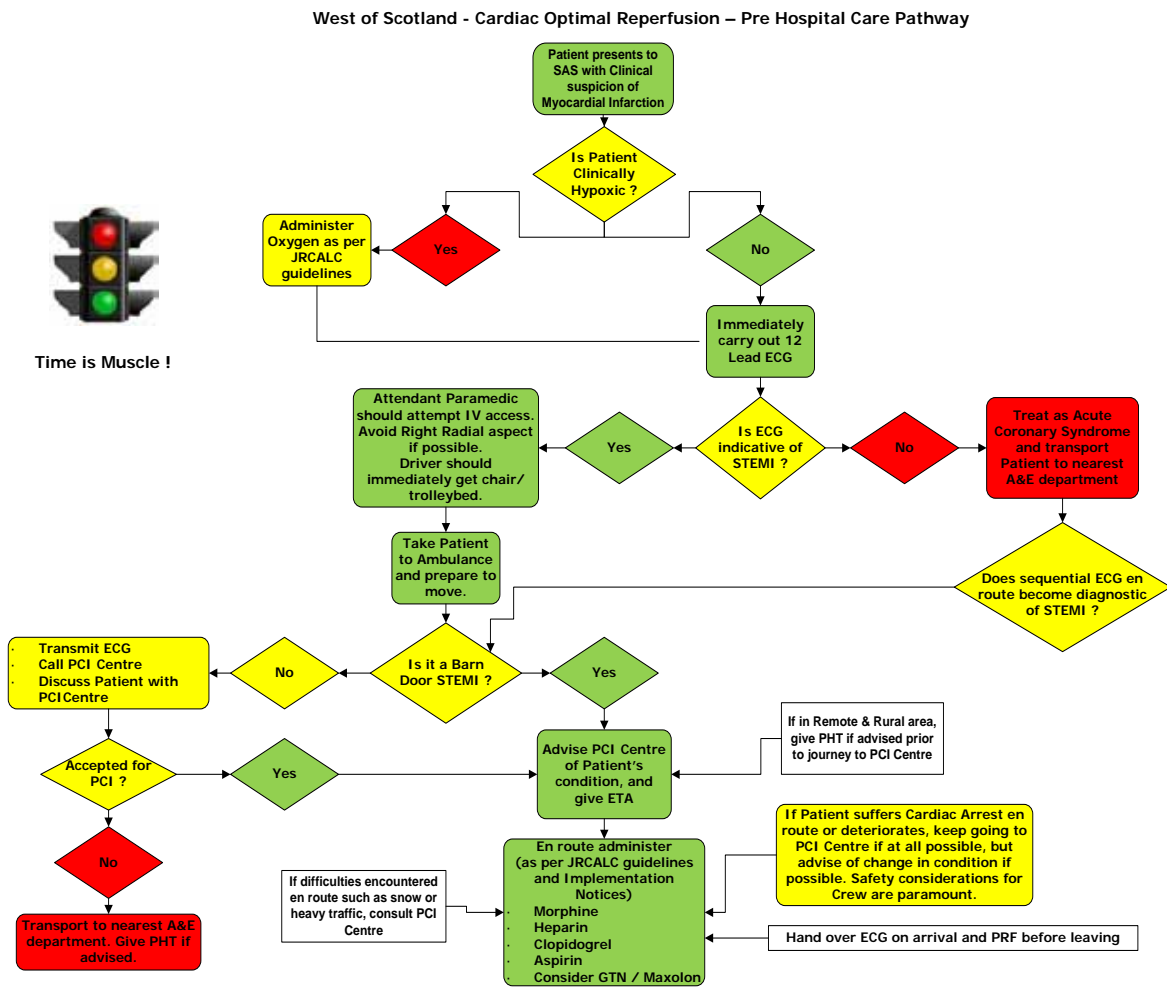 West of Scotland - Cardiac Optimal Reperfusion – Pre Hospital Care Pathway
Patient presents to
SAS with Clinical
suspicion of
Myocardial Infarction
Is Patient
Clinically
Hypoxic ?
Administer
Oxygen as per
JRCALC
guidelines
Yes
No
Time is Muscle !
Immediately
carry out 12
Lead ECG
Attendant Paramedic
should attempt IV access.
Avoid Right Radial aspect
if possible.
Driver should
immediately get chair/
trolleybed.
Yes
Is ECG
indicative of
STEMI ?
No
Treat as Acute
Coronary Syndrome
and transport
Patient to nearest
A&E department
Take Patient
to Ambulance
and prepare to
move.
Does sequential ECG en
route become diagnostic
of STEMI ?
· Transmit ECG
· Call PCI Centre
· Discuss Patient with
PCICentre
No
Is it a Barn
Door STEMI ?
Yes
If in Remote & Rural area,
give PHT if advised prior
to journey to PCI Centre
Accepted for
PCI ?
Yes
Advise PCI Centre
of Patient's
condition, and
give ETA
If Patient suffers Cardiac Arrest en
route or deteriorates, keep going to
PCI Centre if at all possible, but
advise of change in condition if
possible. Safety considerations for
Crew are paramount.
No
If difficulties encountered
en route such as snow or
heavy traffic, consult PCI
Centre
En route administer
(as per JRCALC guidelines
and Implementation
Notices)
· Morphine
· Heparin
· Clopidogrel
· Aspirin
· Consider GTN / Maxolon
Transport to nearest A&E
department. Give PHT if
advised.
Hand over ECG on arrival and PRF before leaving